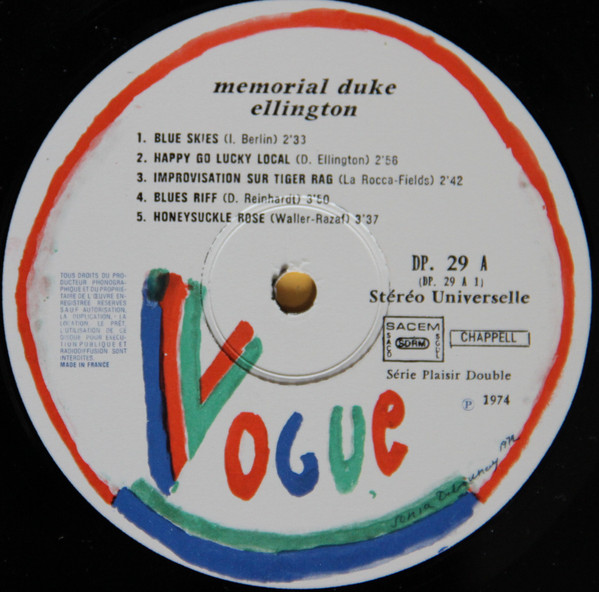 memorial duke
ellington
1. BLUE SKIES (I. Berlin) 2'33
2. HAPPY GO LUCKY LOCAL (D. Ellington) 2'56
3. IMPROVISATION SUR TIGER RAG (La Rocca-Fields) 2'42
4. BLUES RIFF (D. Reinhardt) 3'50
5. HONEYSUCKLE ROSE (Waller-Razaf) 3'37
DP. 29 A
(DP. 29 A 1)
Stéréo Universelle
SACEM
SACD SDRM SGDL
CHAPPELL
Série Plaisir Double
℗ 1974
TOUS DROITS DU PRO-
DUCTEUR PHONOGRA-
PHIQUE ET DU PROPRIE-
TAIRE DE L ŒUVRE EN-
REGISTREE RESERVES
SAUF AUTORISATION,
LA DUPLICATION, LA
LOCATION LE PRÊT,
L'UTILISATION DE CE
DISQUE POUR EXECU-
TION PUBLIQUE ET
RADIODIFFUSION SONT
INTERDITES.
MADE IN FRANCE
VOGUE